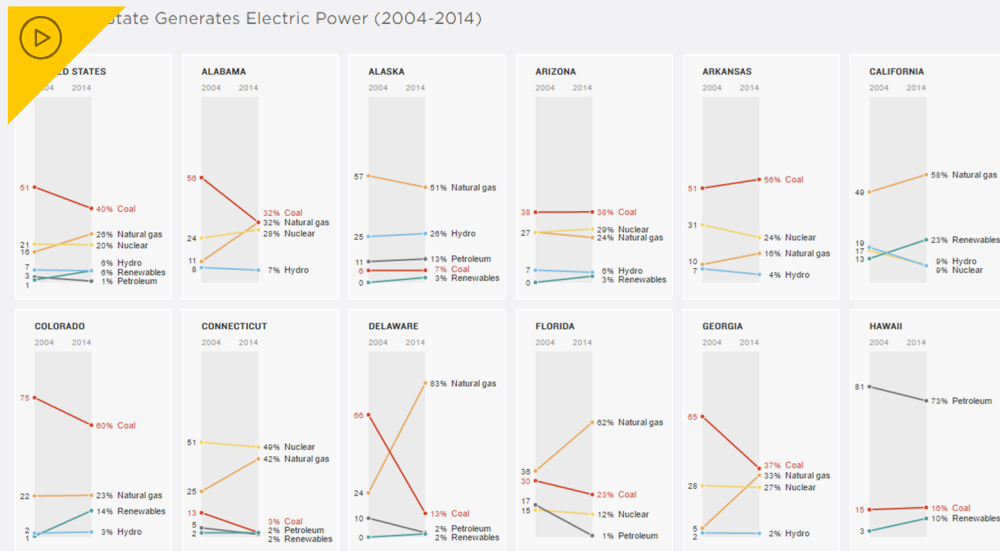 State Generates Electric Power (2004-2014)
STATES
04 2014
51
21
16
7
3
1
40% Coal
26% Natural gas
20% Nuclear
6% Hydro
6% Renewables
1% Petroleum
ALABAMA
2004 2014
56
24
11
8
32% Coal
32% Natural gas
28% Nuclear
7% Hydro
ALASKA
2004 2014
57
25
11
6
0
51% Natural gas
26% Hydro
13% Petroleum
7% Coal
3% Renewables
ARIZONA
2004 2014
38
27
7
0
38% Coal
29% Nuclear
24% Natural gas
6% Hydro
3% Renewables
ARKANSAS
2004 2014
51
31
10
7
56% Coal
24% Nuclear
16% Natural gas
4% Hydro
CALIFORNIA
2004 2014
49
19
17
13
58% Natural gas
23% Renewables
9% Hydro
9% Nuclear
COLORADO
2004 2014
75
22
2
1
60% Coal
23% Natural gas
14% Renewables
3% Hydro
CONNECTICUT
2004 2014
51
25
13
5
2
49% Nuclear
42% Natural gas
3% Coal
2% Petroleum
2% Renewables
DELAWARE
2004 2014
66
24
10
0
83% Natural gas
13% Coal
2% Petroleum
2% Renewables
FLORIDA
2004 2014
38
30
17
15
62% Natural gas
23% Coal
12% Nuclear
1% Petroleum
GEORGIA
2004 2014
65
28
5
2
37% Coal
33% Natural gas
27% Nuclear
2% Hydro
HAWAII
2004 2014
81
15
3
73% Petroleum
16% Coal
10% Renewables